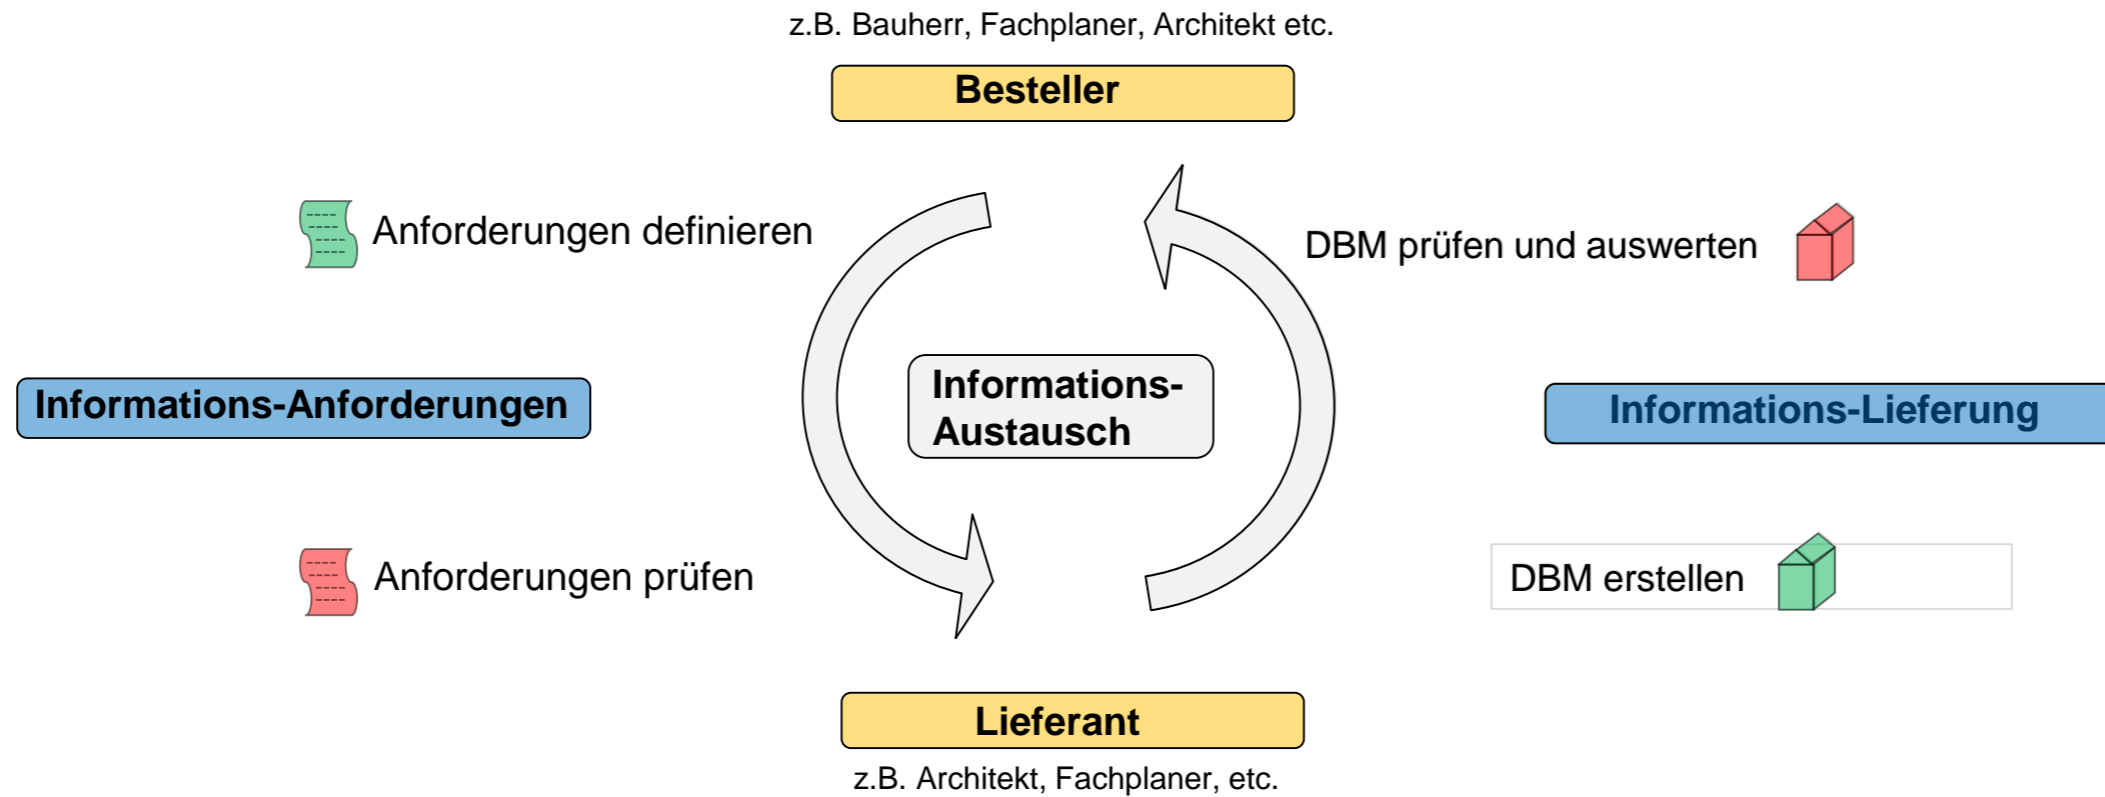 z.B. Bauherr, Fachplaner, Architekt etc.
Besteller
Anforderungen definieren
DBM prüfen und auswerten
Informations-Anforderungen
Informations-
Austausch
Informations-Lieferung
Anforderungen prüfen
DBM erstellen
Lieferant
z.B. Architekt, Fachplaner, etc.